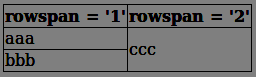 rowspan = '1' rowspan = '2'
aaa
ccc
bbb